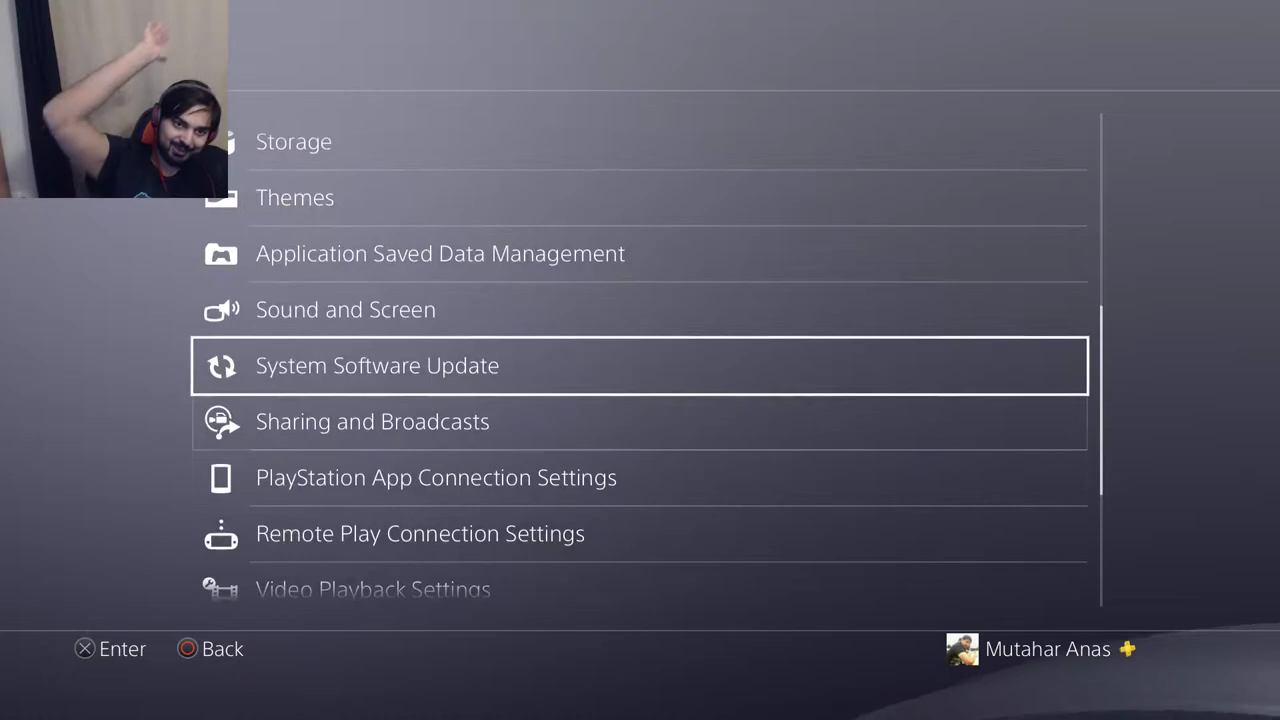 Storage
Themes
Application Saved Data Management
Sound and Screen
System Software Update
Sharing and Broadcasts
PlayStation App Connection Settings
Remote Play Connection Settings
Video Playback Settings
Enter Back Mutahar Anas